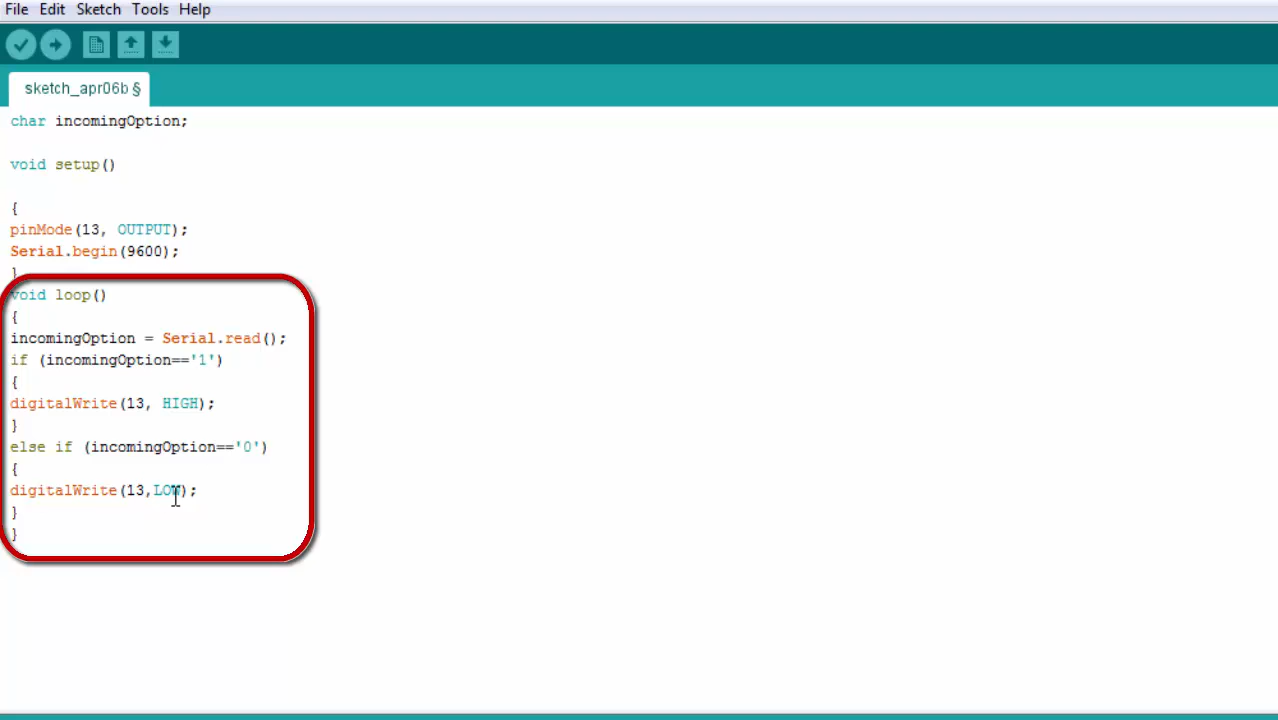 File Edit Sketch Tools Help
sketch_apr06b §
char incomingOption;
void setup()
{
pinMode(13, OUTPUT);
Serial.begin(9600);
}
void loop()
{
incomingOption = Serial.read();
if (incomingOption=='1')
{
digitalWrite(13, HIGH);
}
else if (incomingOption=='0')
{
digitalWrite(13,LOW);
}
}